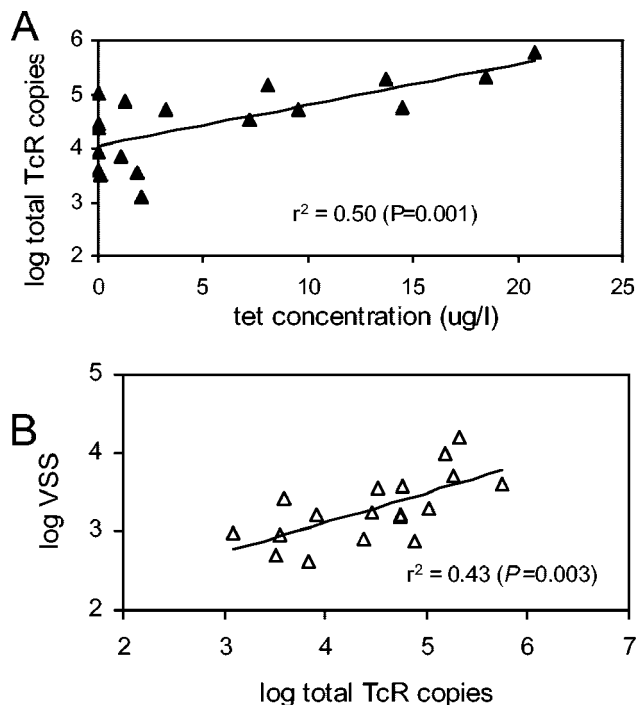 A
log total TcR copies
6
5
4
3
2
r² = 0.50 (P=0.001)
0 5 10 15 20 25
tet concentration (ug/l)
B
log VSS
5
4
3
2
r² = 0.43 (P=0.003)
2 3 4 5 6 7
log total TcR copies